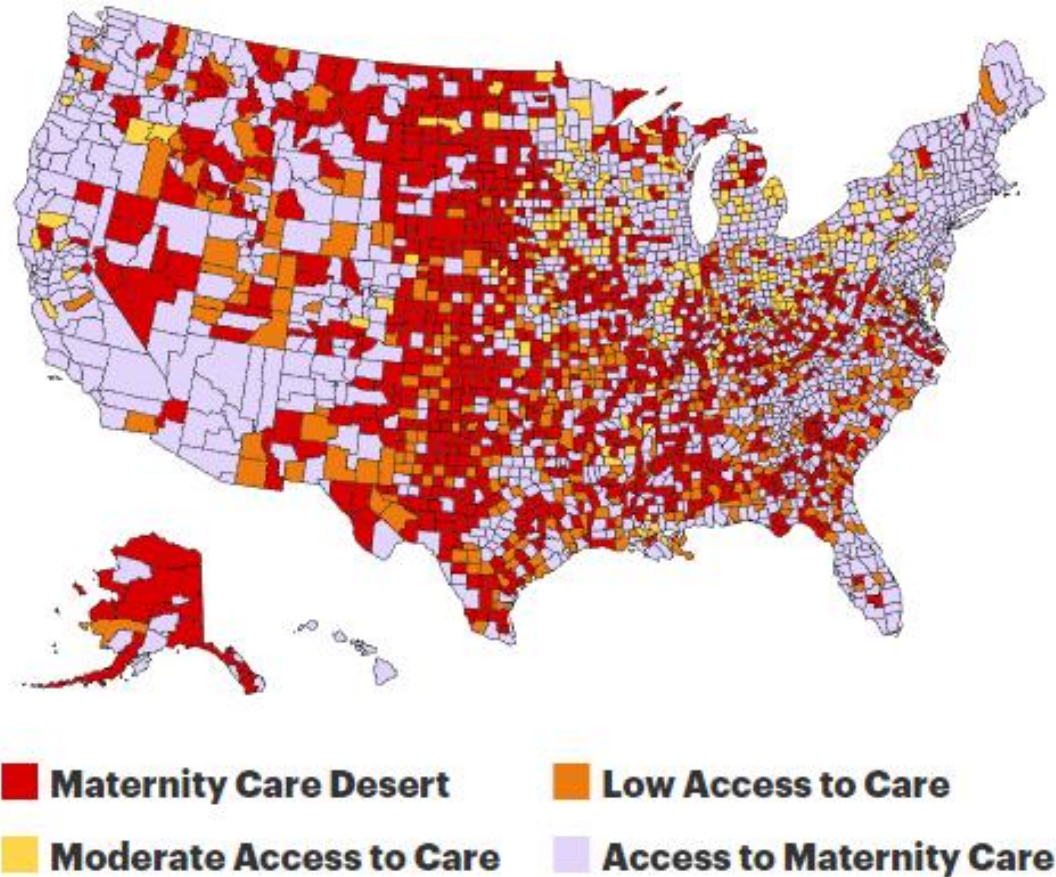 Maternity Care Desert
Low Access to Care
Moderate Access to Care
Access to Maternity Care